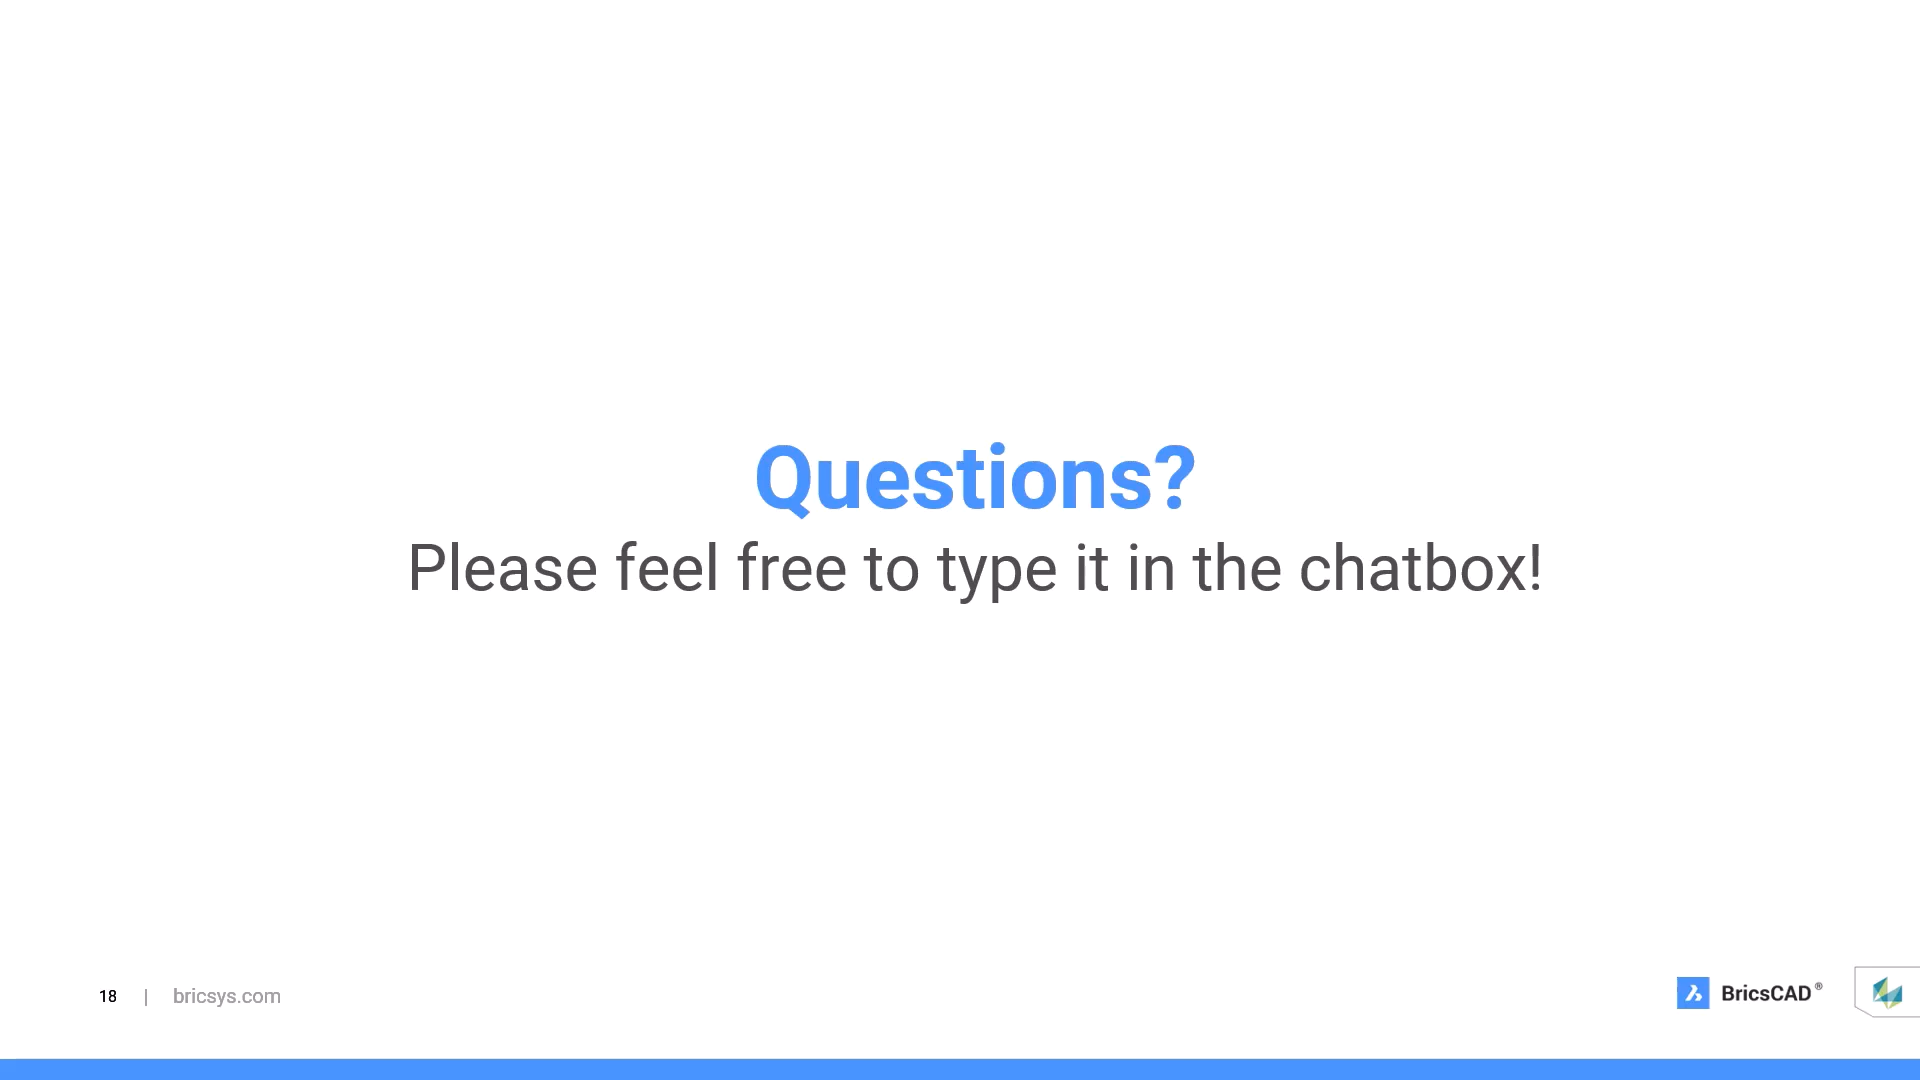 Questions?
Please feel free to type it in the chatbox!
18 | bricsys.com
BricsCAD®